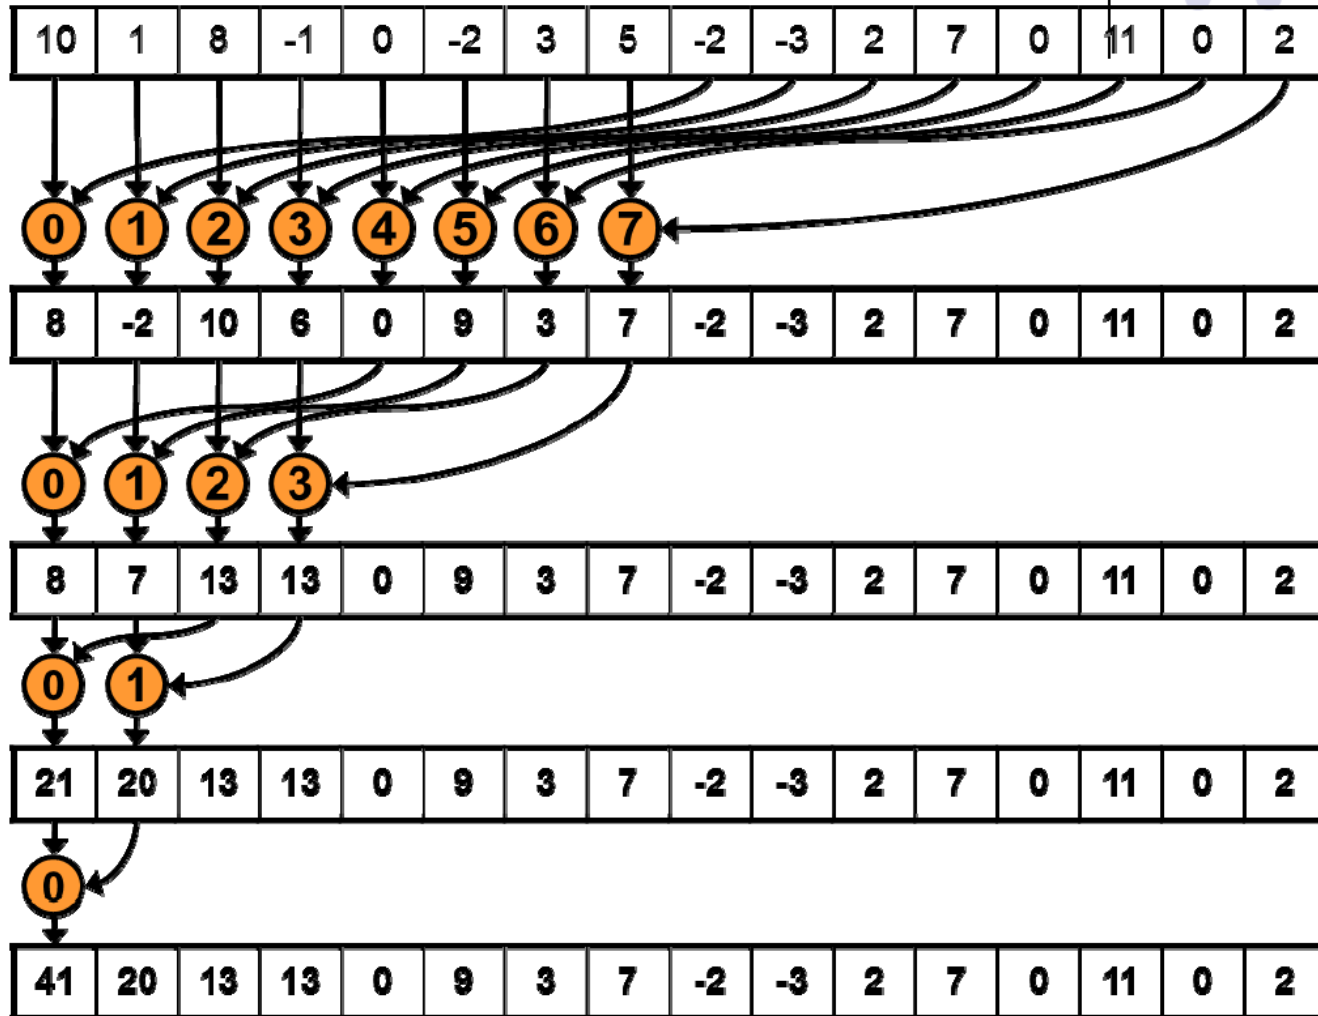 10 1 8 -1 0 -2 3 5 -2 -3 2 7 0 11 0 2
0 1 2 3 4 5 6 7
8 -2 10 6 0 9 3 7 -2 -3 2 7 0 11 0 2
0 1 2 3
8 7 13 13 0 9 3 7 -2 -3 2 7 0 11 0 2
0 1
21 20 13 13 0 9 3 7 -2 -3 2 7 0 11 0 2
0
41 20 13 13 0 9 3 7 -2 -3 2 7 0 11 0 2